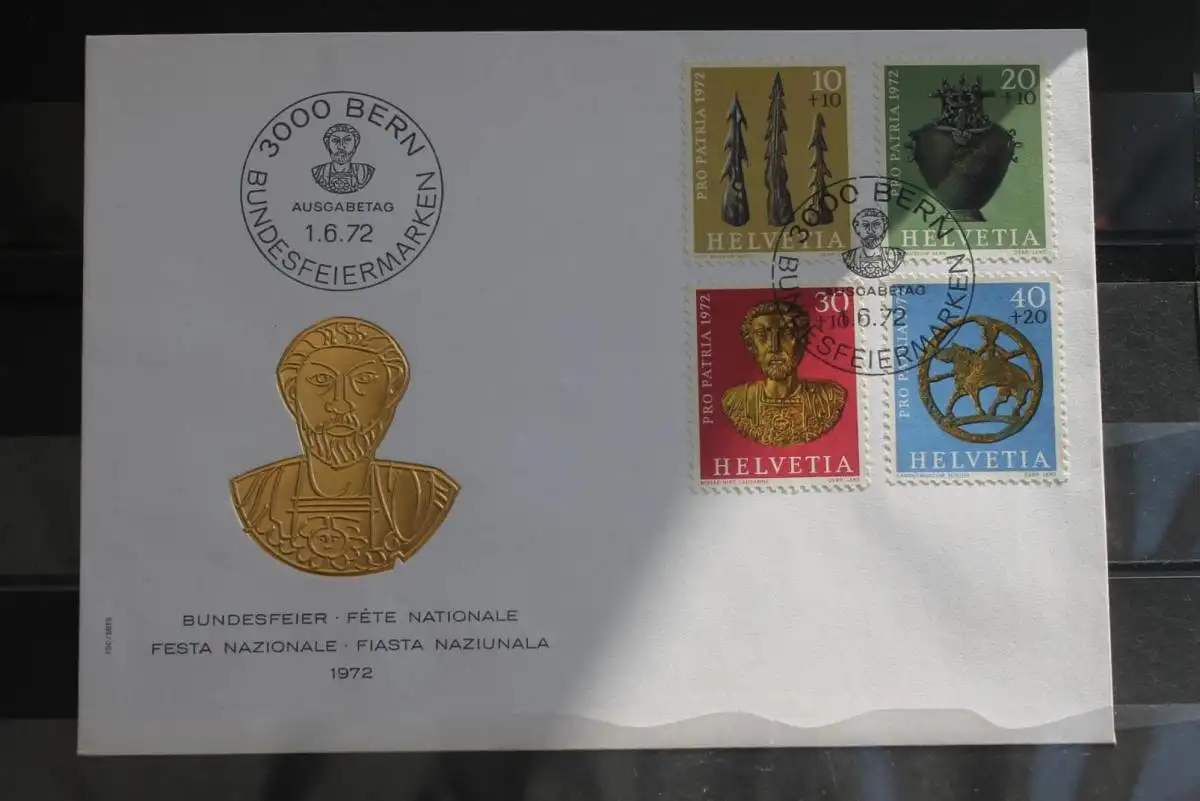 3000 BERN
AUSGABETAG
1.6.72
BUNDESFEIERMARKEN
BUNDESFEIER · FÊTE NATIONALE
FESTA NAZIONALE · FIASTA NAZIUNALA
1972
PRO PATRIA 1972
10
+10
HELVETIA
PRO PATRIA 1972
20
+10
HELVETIA
3000 BERN
AUSGABETAG
1.6.72
BUNDESFEIERMARKEN
PRO PATRIA 1972
30
+10
HELVETIA
PRO PATRIA 1972
40
+20
HELVETIA